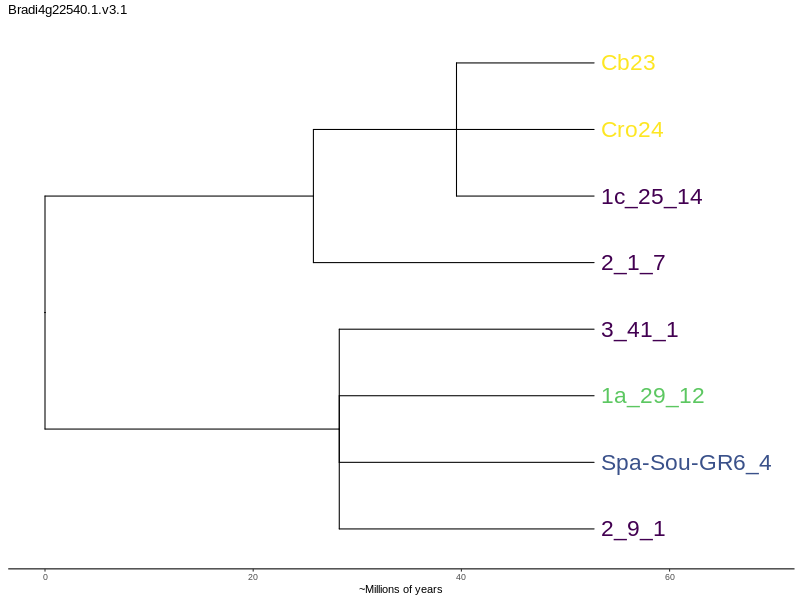 Bradi4g22540.1.v3.1
Cb23
Cro24
1c_25_14
2_1_7
3_41_1
1a_29_12
Spa-Sou-GR6_4
2_9_1
0 20 40 60
~Millions of years